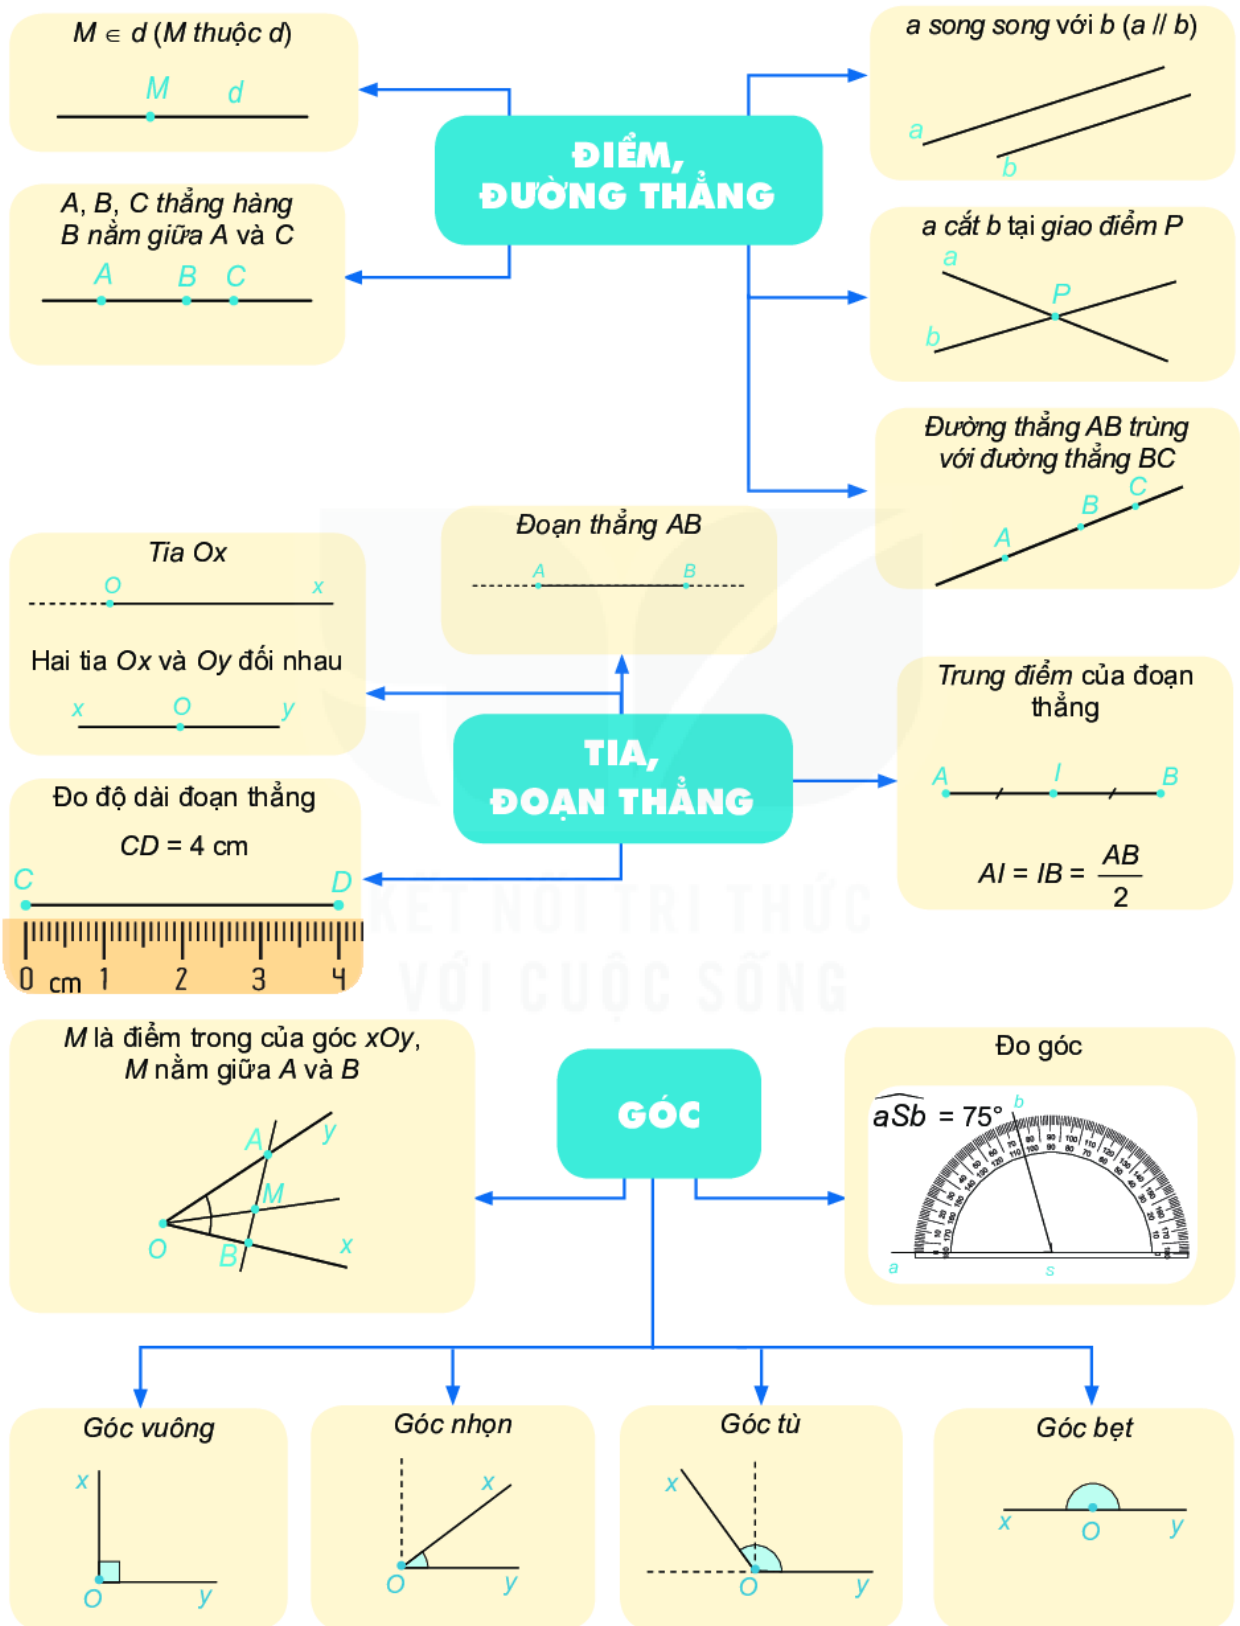 M ∈ d (M thuộc d)
M
d
A, B, C thẳng hàng
B nằm giữa A và C
A
B
C
ĐIỂM,
ĐƯỜNG THẲNG
a song song với b (a // b)
a
b
a cắt b tại giao điểm P
a
P
b
Đường thẳng AB trùng
với đường thẳng BC
A
B
C
Tia Ox
O
x
Hai tia Ox và Oy đối nhau
x
O
y
Đoạn thẳng AB
A
B
TIA,
ĐOẠN THẲNG
Trung điểm của đoạn
thẳng
A
I
B
AI = IB = AB/2
Đo độ dài đoạn thẳng
CD = 4 cm
C
D
0 cm 1 2 3 4
KẾT NỐI TRI THỨC
VỚI CUỘC SỐNG
M là điểm trong của góc xOy,
M nằm giữa A và B
A
y
M
O
B
x
GÓC
Đo góc
aSb = 75°
b
a
s
Góc vuông
x
O
y
Góc nhọn
x
O
y
Góc tù
x
O
y
Góc bẹt
x
O
y